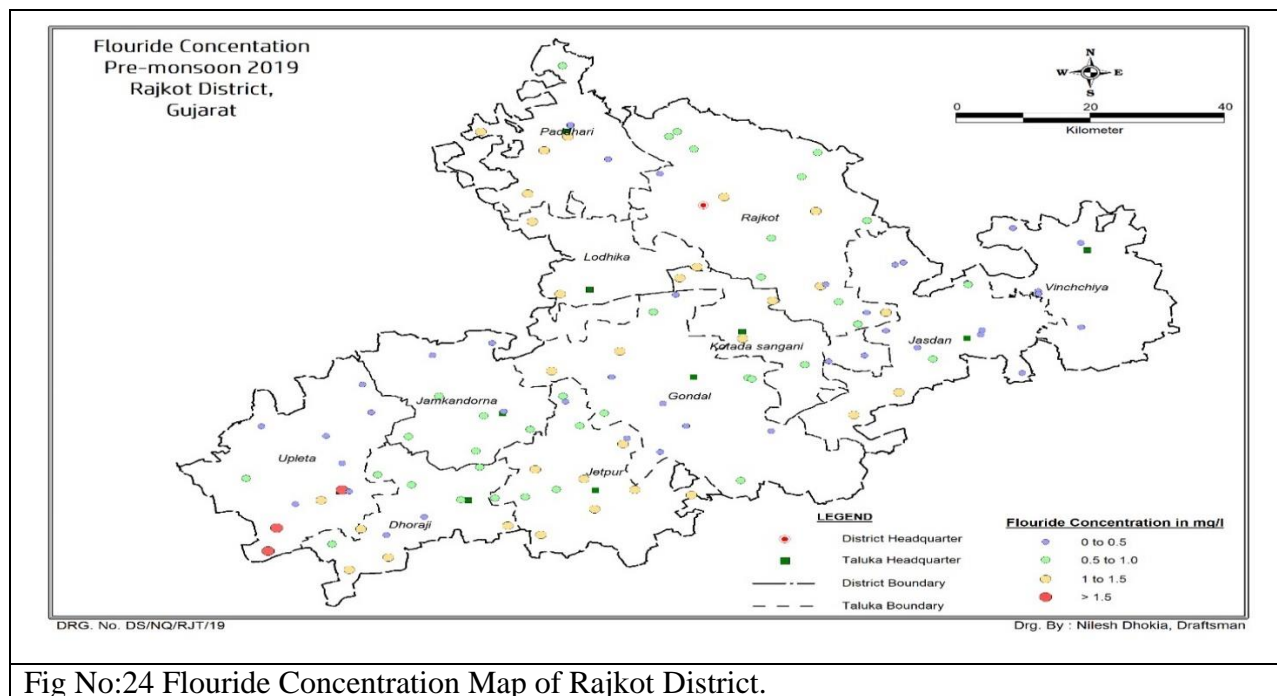 Flouride Concentation
Pre-monsoon 2019
Rajkot District,
Gujarat
N
W E
S
0 20 40
Kilometer
Paddhari
Rajkot
Lodhika
Vinchchiya
Jasdan
Kotada sangani
Gondal
Jamkandorna
Upleta
Jetpur
Dhoraji
LEGEND
District Headquarter
Taluka Headquarter
District Boundary
Taluka Boundary
Flouride Concentration in mg/l
0 to 0.5
0.5 to 1.0
1 to 1.5
> 1.5
DRG. No. DS/NQ/RJT/19
Drg. By : Nilesh Dhokia, Draftsman
Fig No:24 Flouride Concentration Map of Rajkot District.